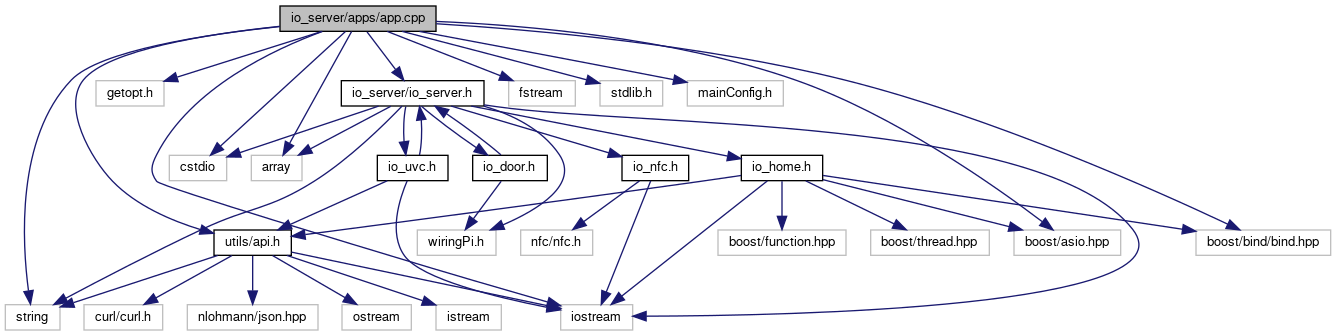 io_server/apps/app.cpp
getopt.h
io_server/io_server.h
fstream
stdlib.h
mainConfig.h
cstdio
array
io_uvc.h
io_door.h
io_nfc.h
io_home.h
utils/api.h
wiringPi.h
nfc/nfc.h
boost/function.hpp
boost/thread.hpp
boost/asio.hpp
boost/bind/bind.hpp
string
curl/curl.h
nlohmann/json.hpp
ostream
istream
iostream